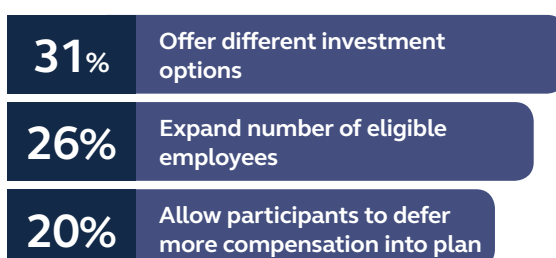 31% Offer different investment
options
26% Expand number of eligible
employees
20% Allow participants to defer
more compensation into plan